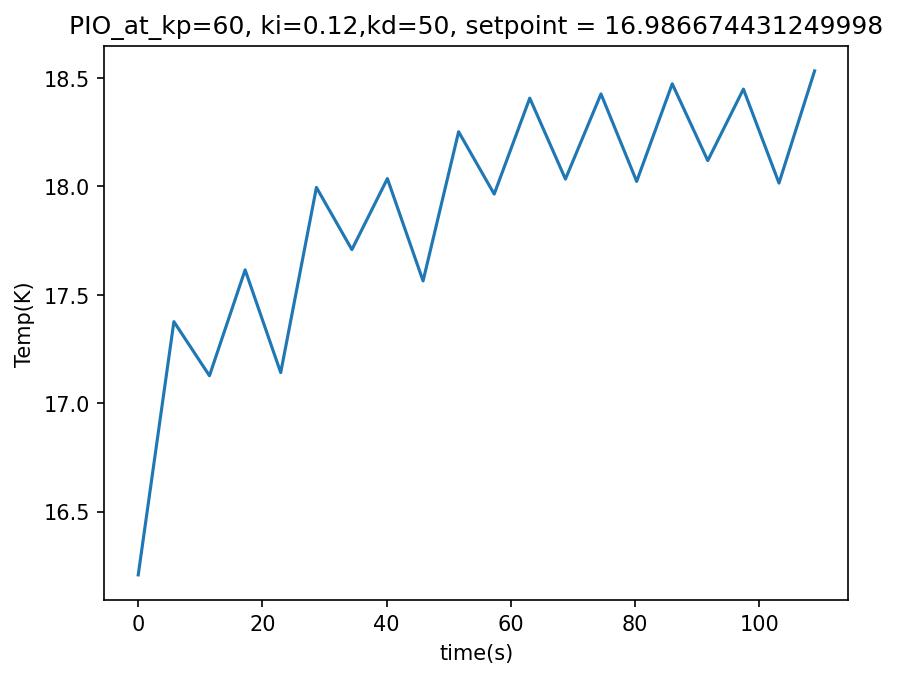 PIO_at_kp=60, ki=0.12,kd=50, setpoint = 16.986674431249998
18.5
18.0
17.5
17.0
16.5
Temp(K)
0 20 40 60 80 100
time(s)